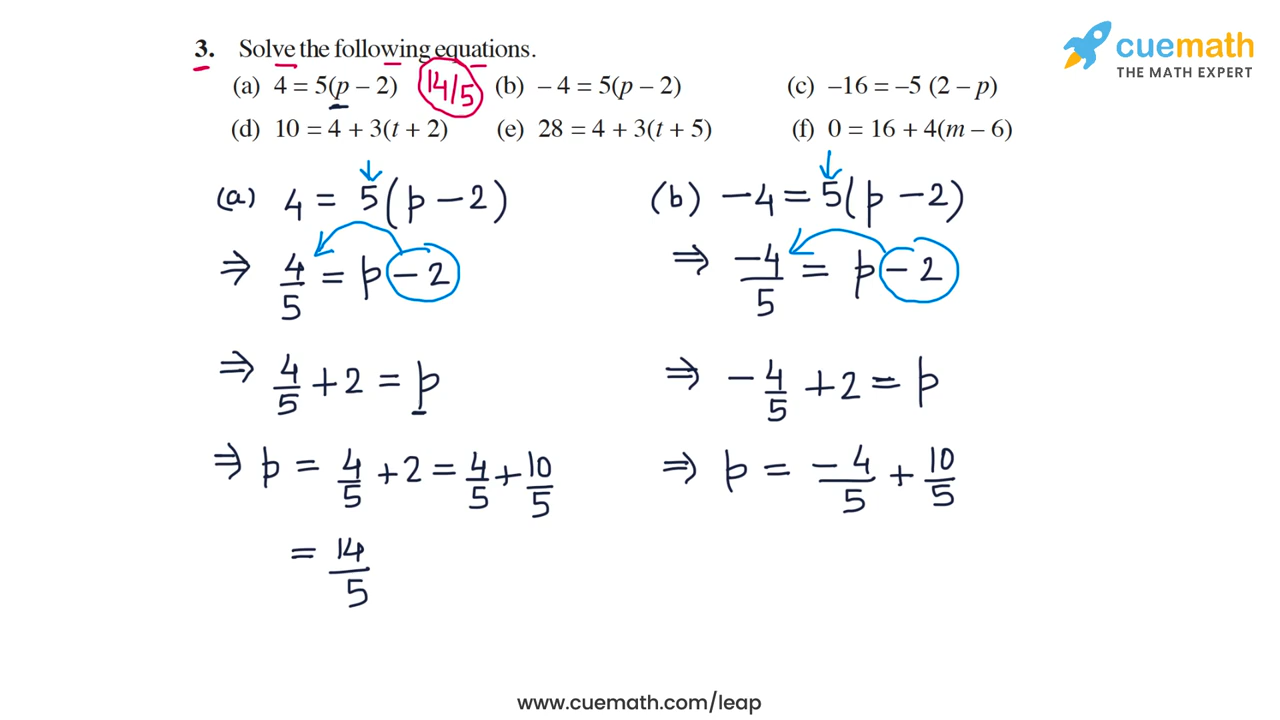 3. Solve the following equations.
(a) 4 = 5(p – 2) 14/5 (b) – 4 = 5(p – 2) (c) –16 = –5 (2 – p)
(d) 10 = 4 + 3(t + 2) (e) 28 = 4 + 3(t + 5) (f) 0 = 16 + 4(m – 6)
cuemath
THE MATH EXPERT
(a) 4 = 5(p – 2)
⇒ 4/5 = p – 2
⇒ 4/5 + 2 = p
⇒ p = 4/5 + 2 = 4/5 + 10/5
= 14/5
(b) – 4 = 5(p – 2)
⇒ –4/5 = p – 2
⇒ – 4/5 + 2 = p
⇒ p = –4/5 + 10/5
www.cuemath.com/leap